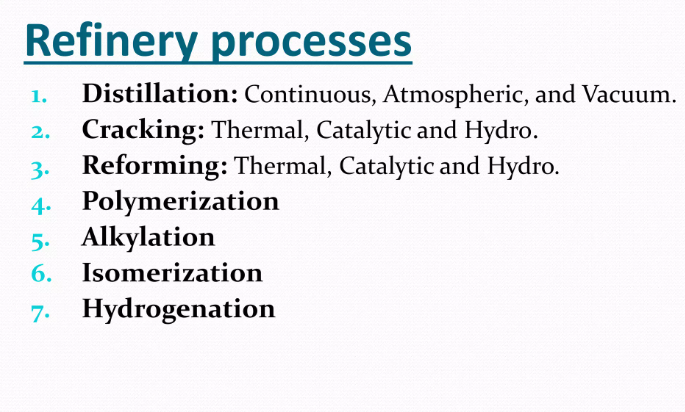 Refinery processes
1. Distillation: Continuous, Atmospheric, and Vacuum.
2. Cracking: Thermal, Catalytic and Hydro.
3. Reforming: Thermal, Catalytic and Hydro.
4. Polymerization
5. Alkylation
6. Isomerization
7. Hydrogenation